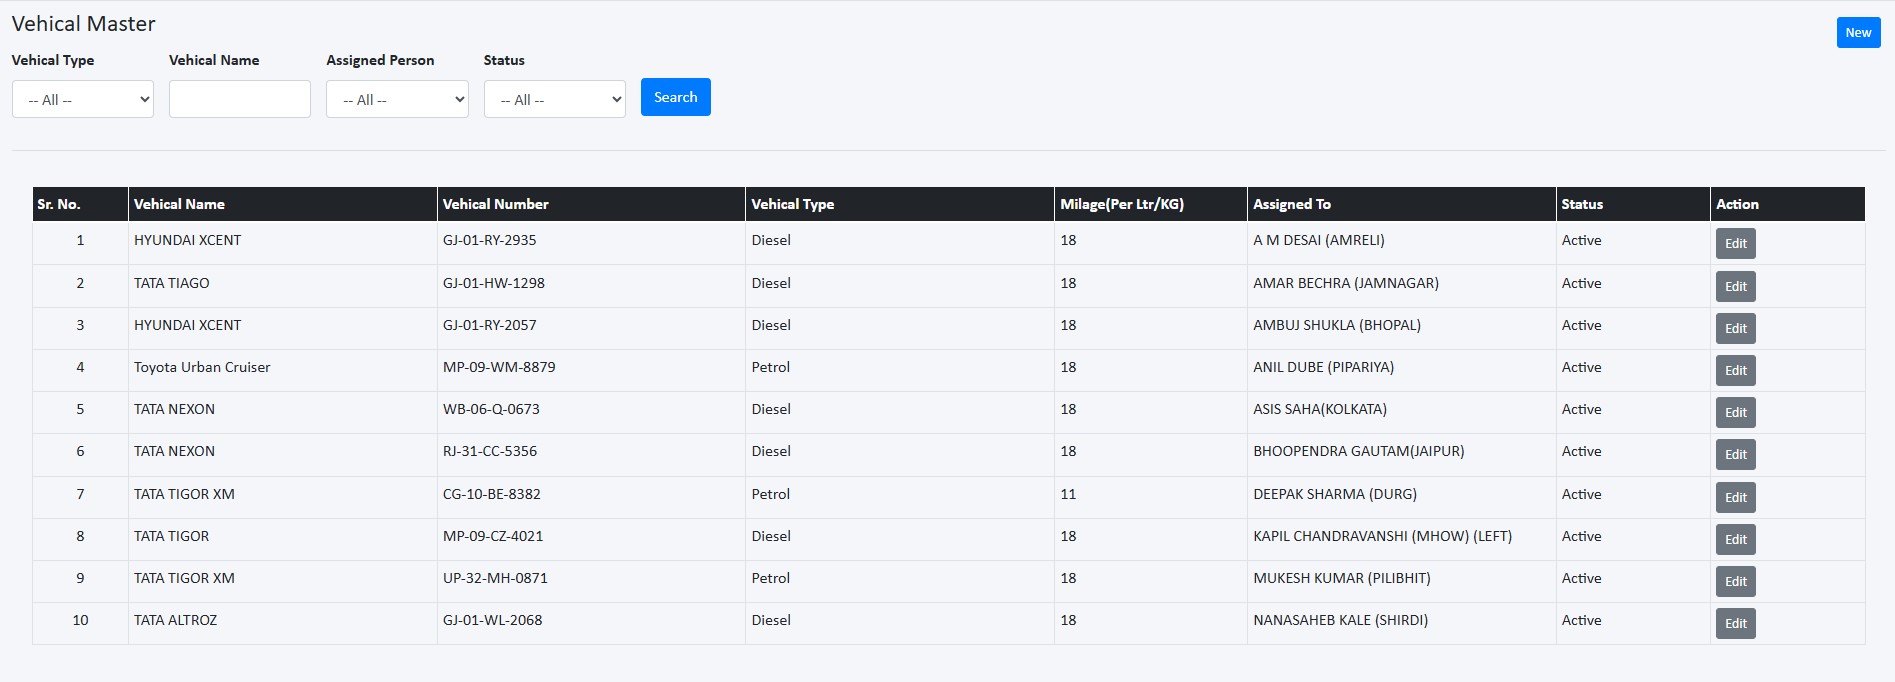 Vehical Master
New
Vehical Type Vehical Name Assigned Person Status
-- All -- -- All -- -- All -- Search
Sr. No. Vehical Name Vehical Number Vehical Type Milage(Per Ltr/KG) Assigned To Status Action
1 HYUNDAI XCENT GJ-01-RY-2935 Diesel 18 A M DESAI (AMRELI) Active Edit
2 TATA TIAGO GJ-01-HW-1298 Diesel 18 AMAR BECHRA (JAMNAGAR) Active Edit
3 HYUNDAI XCENT GJ-01-RY-2057 Diesel 18 AMBUJ SHUKLA (BHOPAL) Active Edit
4 Toyota Urban Cruiser MP-09-WM-8879 Petrol 18 ANIL DUBE (PIPARIYA) Active Edit
5 TATA NEXON WB-06-Q-0673 Diesel 18 ASIS SAHA(KOLKATA) Active Edit
6 TATA NEXON RJ-31-CC-5356 Diesel 18 BHOOPENDRA GAUTAM(JAIPUR) Active Edit
7 TATA TIGOR XM CG-10-BE-8382 Petrol 11 DEEPAK SHARMA (DURG) Active Edit
8 TATA TIGOR MP-09-CZ-4021 Diesel 18 KAPIL CHANDRAVANSHI (MHOW) (LEFT) Active Edit
9 TATA TIGOR XM UP-32-MH-0871 Petrol 18 MUKESH KUMAR (PILIBHIT) Active Edit
10 TATA ALTROZ GJ-01-WL-2068 Diesel 18 NANASAHEB KALE (SHIRDI) Active Edit